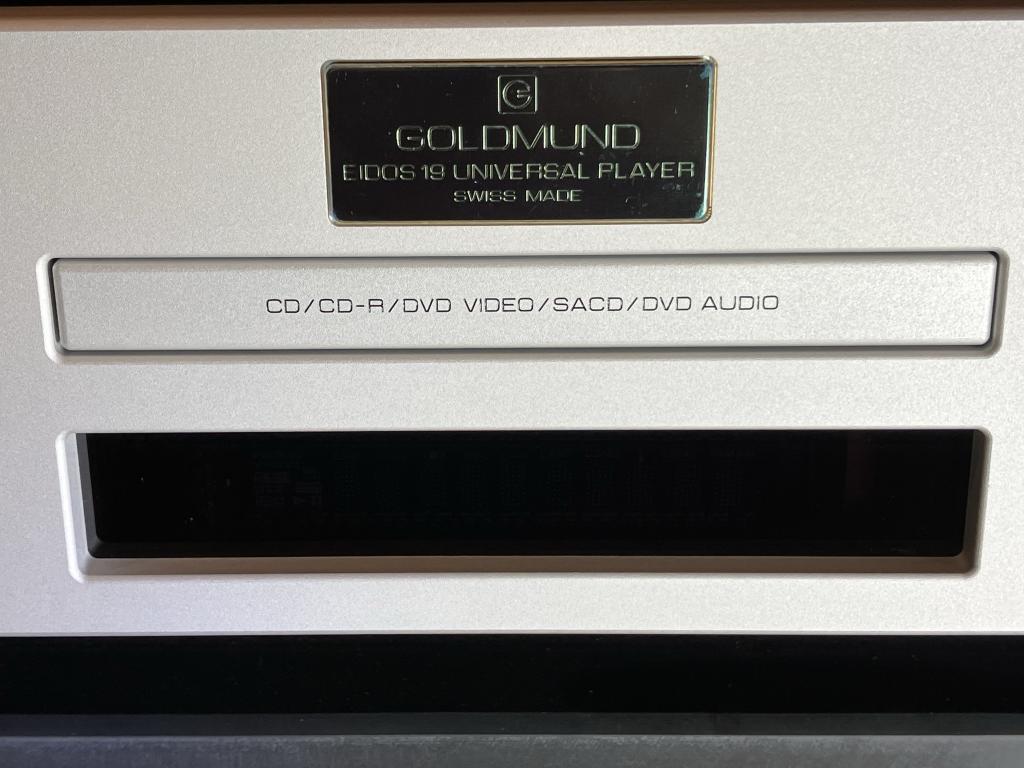 GOLDMUND
EIDOS 19 UNIVERSAL PLAYER
SWISS MADE
CD/CD-R/DVD VIDEO/SACD/DVD AUDIO